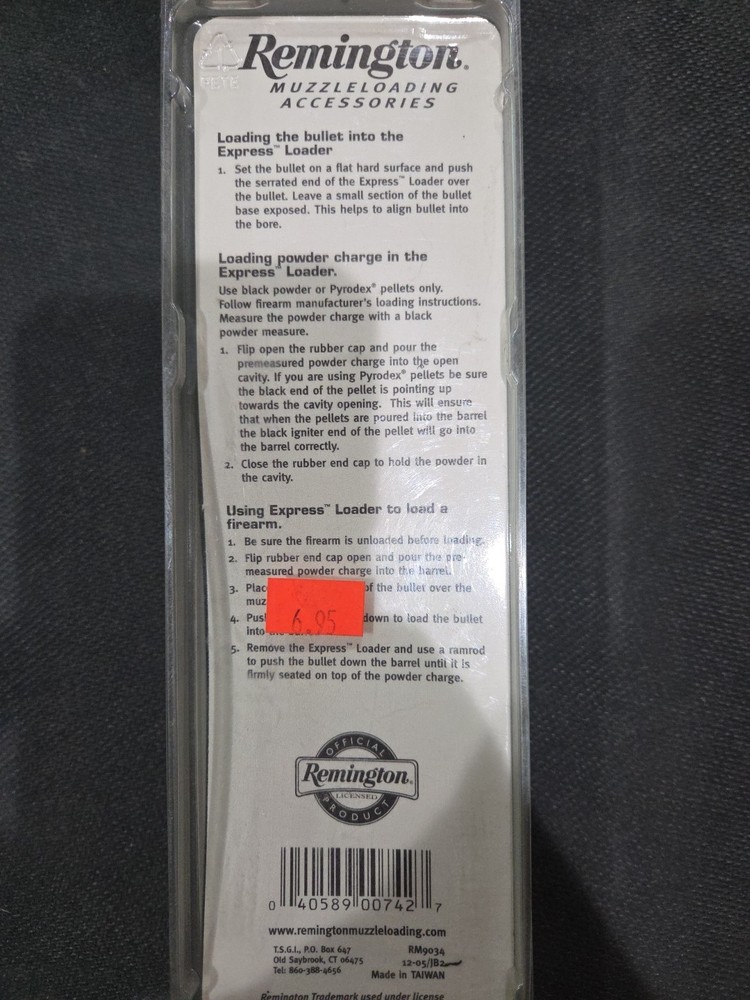 Remington®
MUZZLELOADING
ACCESSORIES
Loading the bullet into the
Express™ Loader
1. Set the bullet on a flat hard surface and push
the serrated end of the Express™ Loader over
the bullet. Leave a small section of the bullet
base exposed. This helps to align bullet into
the bore.
Loading powder charge in the
Express™ Loader.
Use black powder or Pyrodex® pellets only.
Follow firearm manufacturer's loading instructions.
Measure the powder charge with a black
powder measure.
1. Flip open the rubber cap and pour the
premeasured powder charge into the open
cavity. If you are using Pyrodex® pellets be sure
the black end of the pellet is pointing up
towards the cavity opening. This will ensure
that when the pellets are poured into the barrel
the black igniter end of the pellet will go into
the barrel correctly.
2. Close the rubber end cap to hold the powder in
the cavity.
Using Express™ Loader to load a
firearm.
1. Be sure the firearm is unloaded before loading.
2. Flip rubber end cap open and pour the pre-
measured powder charge into the barrel.
3. of the bullet over the
4. down to load the bullet
into
6.95
5. Remove the Express™ Loader and use a ramrod
to push the bullet down the barrel until it is
firmly seated on top of the powder charge.
OFFICIAL
Remington®
LICENSED
PRODUCT
0 40589 00742 7
www.remingtonmuzzleloading.com
T.S.G.I., P.O. Box 647
Old Saybrook, CT 06475
Tel: 860-388-4656
RM9034
12-05/JB2
Made in TAIWAN
Remington Trademark used under license